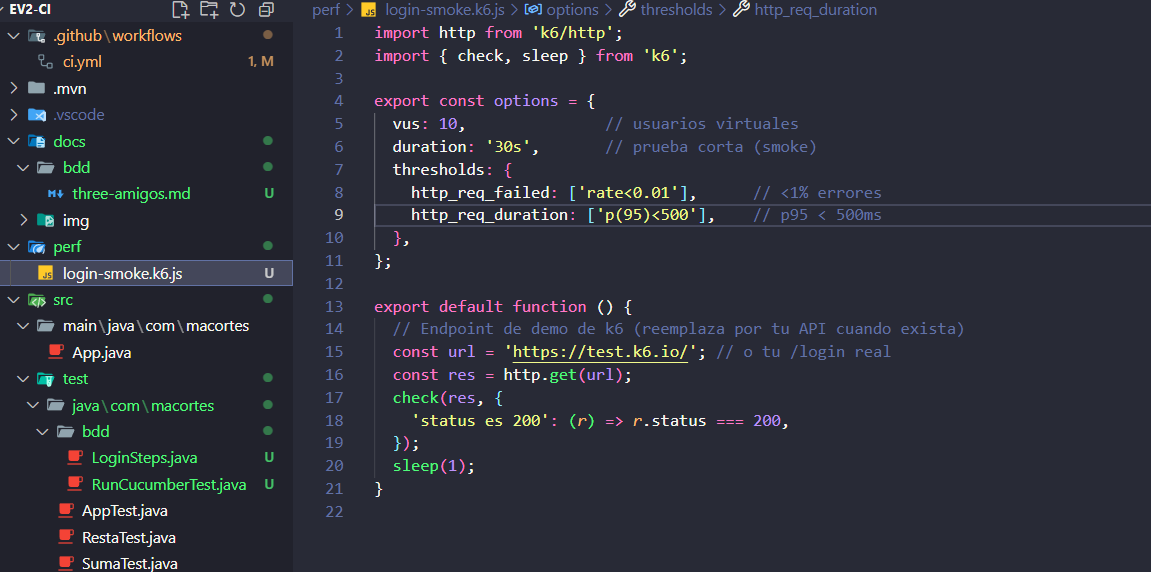 EV2-CI
.github\workflows
ci.yml 1, M
.mvn
.vscode
docs
bdd
three-amigos.md U
img
perf
login-smoke.k6.js U
src
main\java\com\macortes
App.java
test
java\com\macortes
bdd
LoginSteps.java U
RunCucumberTest.java U
AppTest.java
RestaTest.java
SumaTest.java
perf > JS login-smoke.k6.js > options > thresholds > http_req_duration
1 import http from 'k6/http';
2 import { check, sleep } from 'k6';
3
4 export const options = {
5   vus: 10,               // usuarios virtuales
6   duration: '30s',       // prueba corta (smoke)
7   thresholds: {
8     http_req_failed: ['rate<0.01'],      // <1% errores
9     http_req_duration: ['p(95)<500'],    // p95 < 500ms
10   },
11 };
12
13 export default function () {
14   // Endpoint de demo de k6 (reemplaza por tu API cuando exista)
15   const url = 'https://test.k6.io/'; // o tu /login real
16   const res = http.get(url);
17   check(res, {
18     'status es 200': (r) => r.status === 200,
19   });
20   sleep(1);
21 }
22